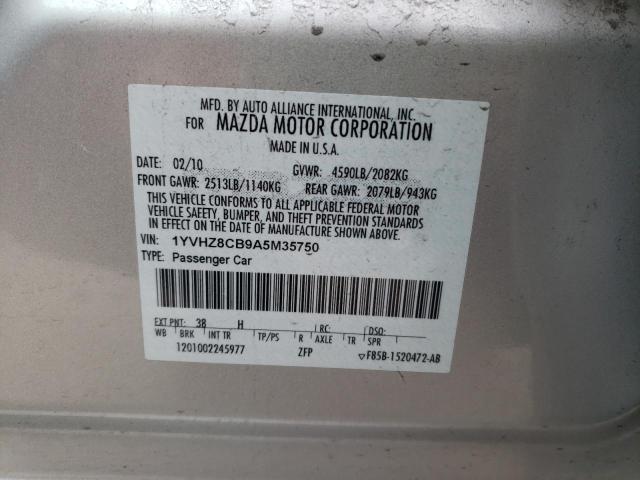 MFD. BY AUTO ALLIANCE INTERNATIONAL, INC.
FOR MAZDA MOTOR CORPORATION
MADE IN U.S.A.
DATE: 02/10 GVWR: 4590LB/2082KG
FRONT GAWR: 2513LB/1140KG REAR GAWR: 2079LB/943KG
THIS VEHICLE CONFORMS TO ALL APPLICABLE FEDERAL MOTOR
VEHICLE SAFETY, BUMPER, AND THEFT PREVENTION STANDARDS
IN EFFECT ON THE DATE OF MANUFACTURE SHOWN ABOVE.
VIN: 1YVHZ8CB9A5M35750
TYPE: Passenger Car
EXT PNT: 38 H RC: DSO:
WB BRK INT TR TP/PS R AXLE TR SPR
1201002245977 ZFP ▽F85B-1520472-AB